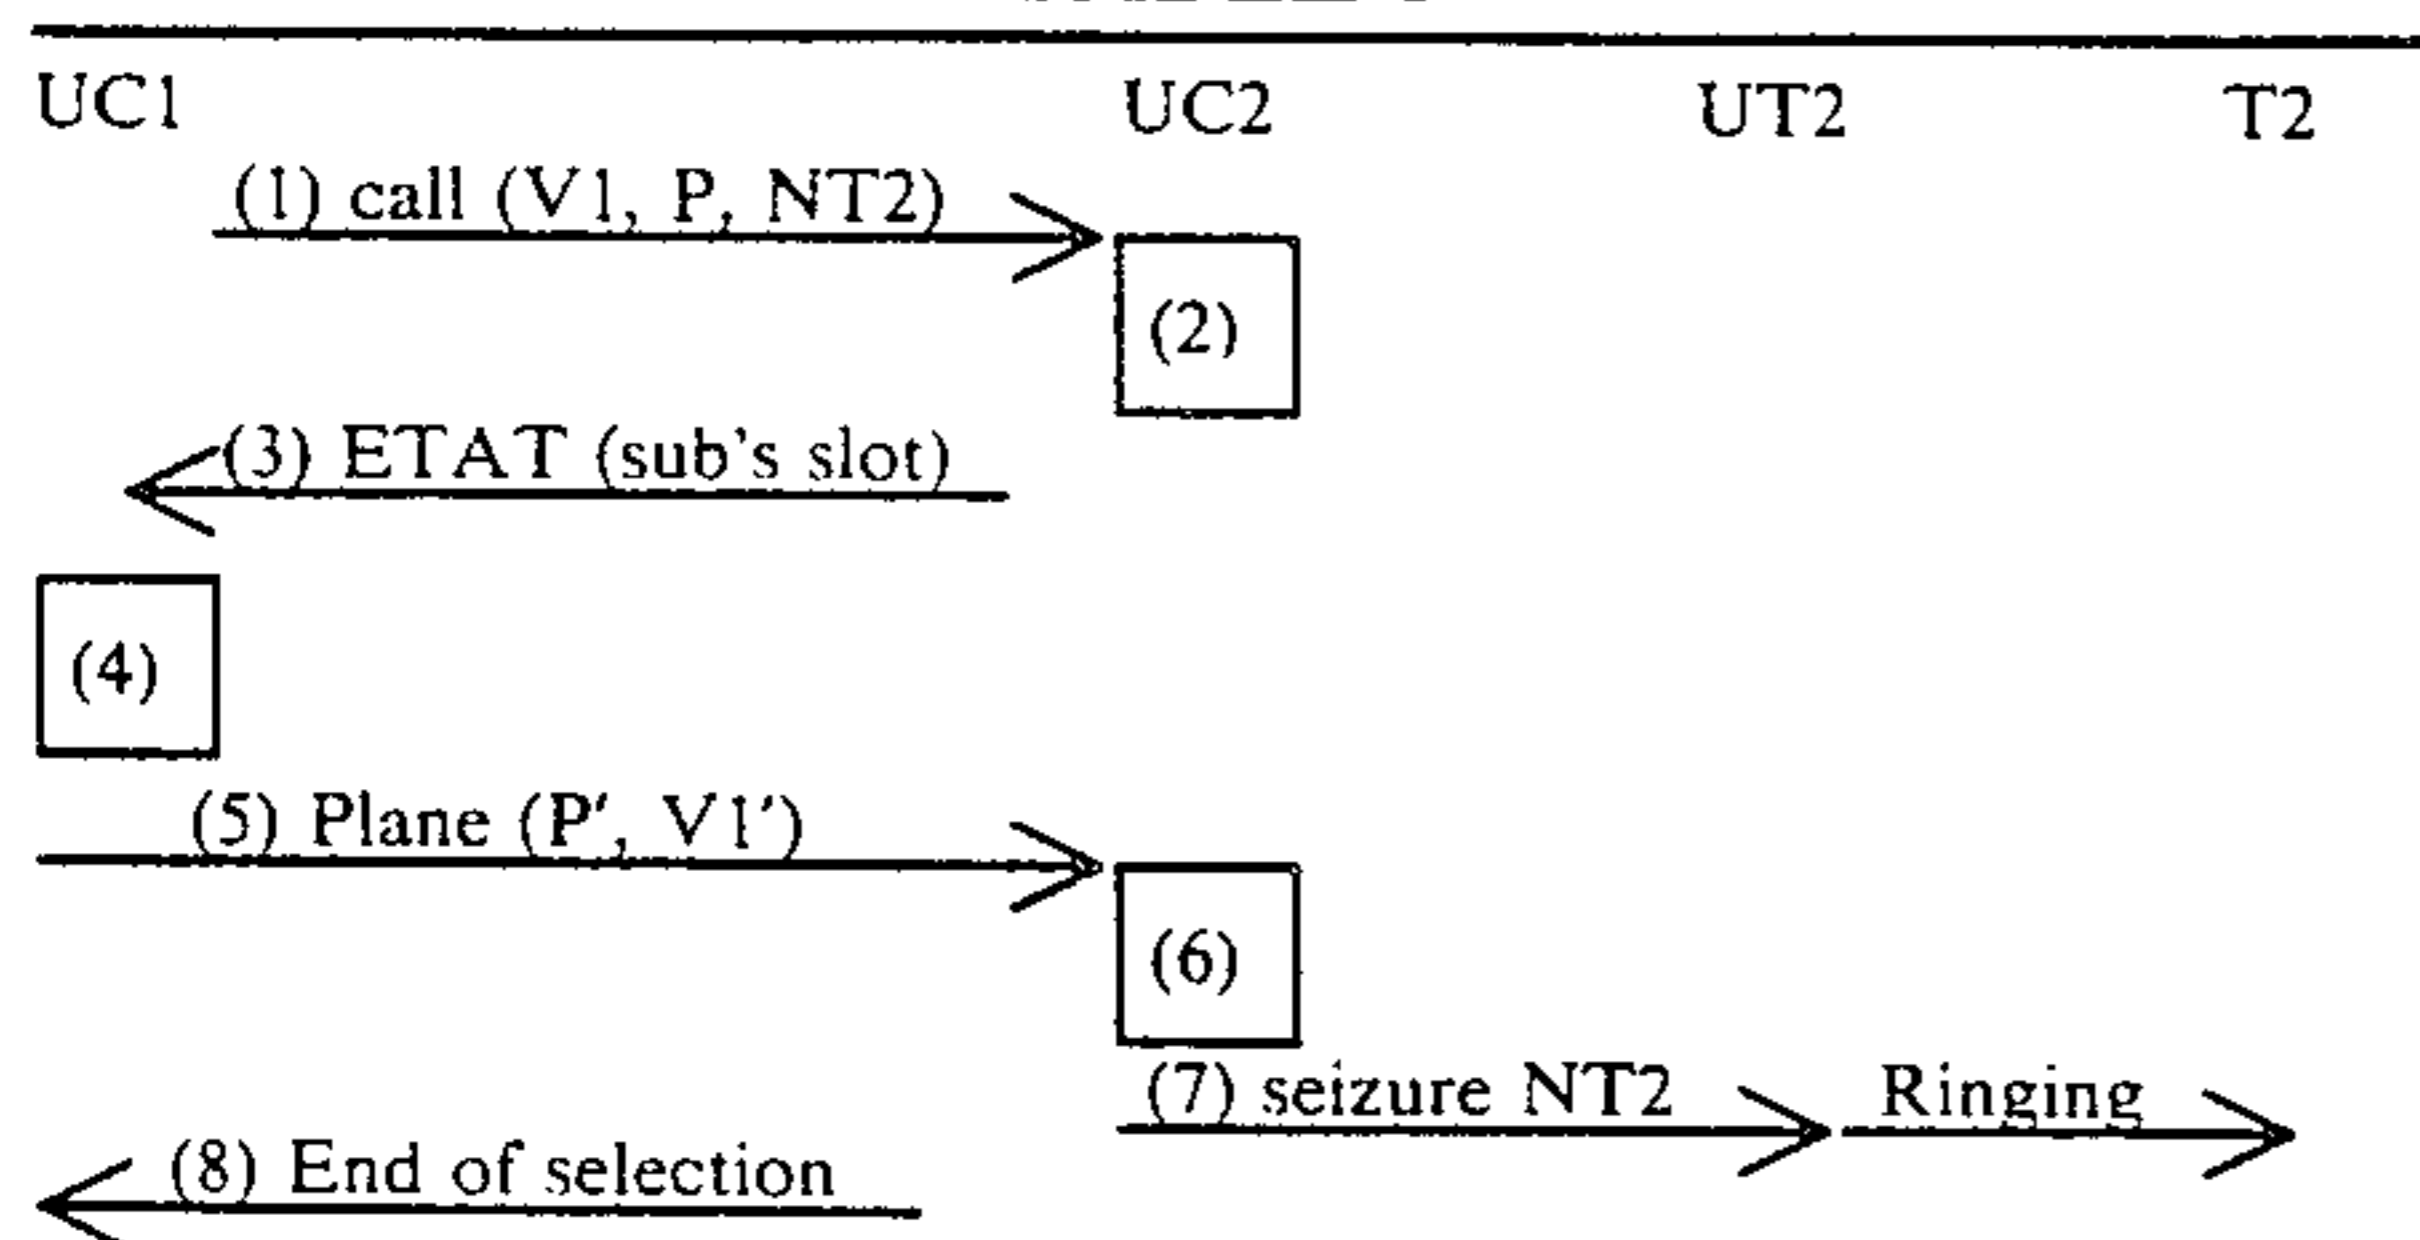 UC1 UC2 UT2 T2
(1) call (V1, P, NT2)
(2)
(3) ETAT (sub's slot)
(4)
(5) Plane (P', V1')
(6)
(7) seizure NT2 Ringing
(8) End of selection